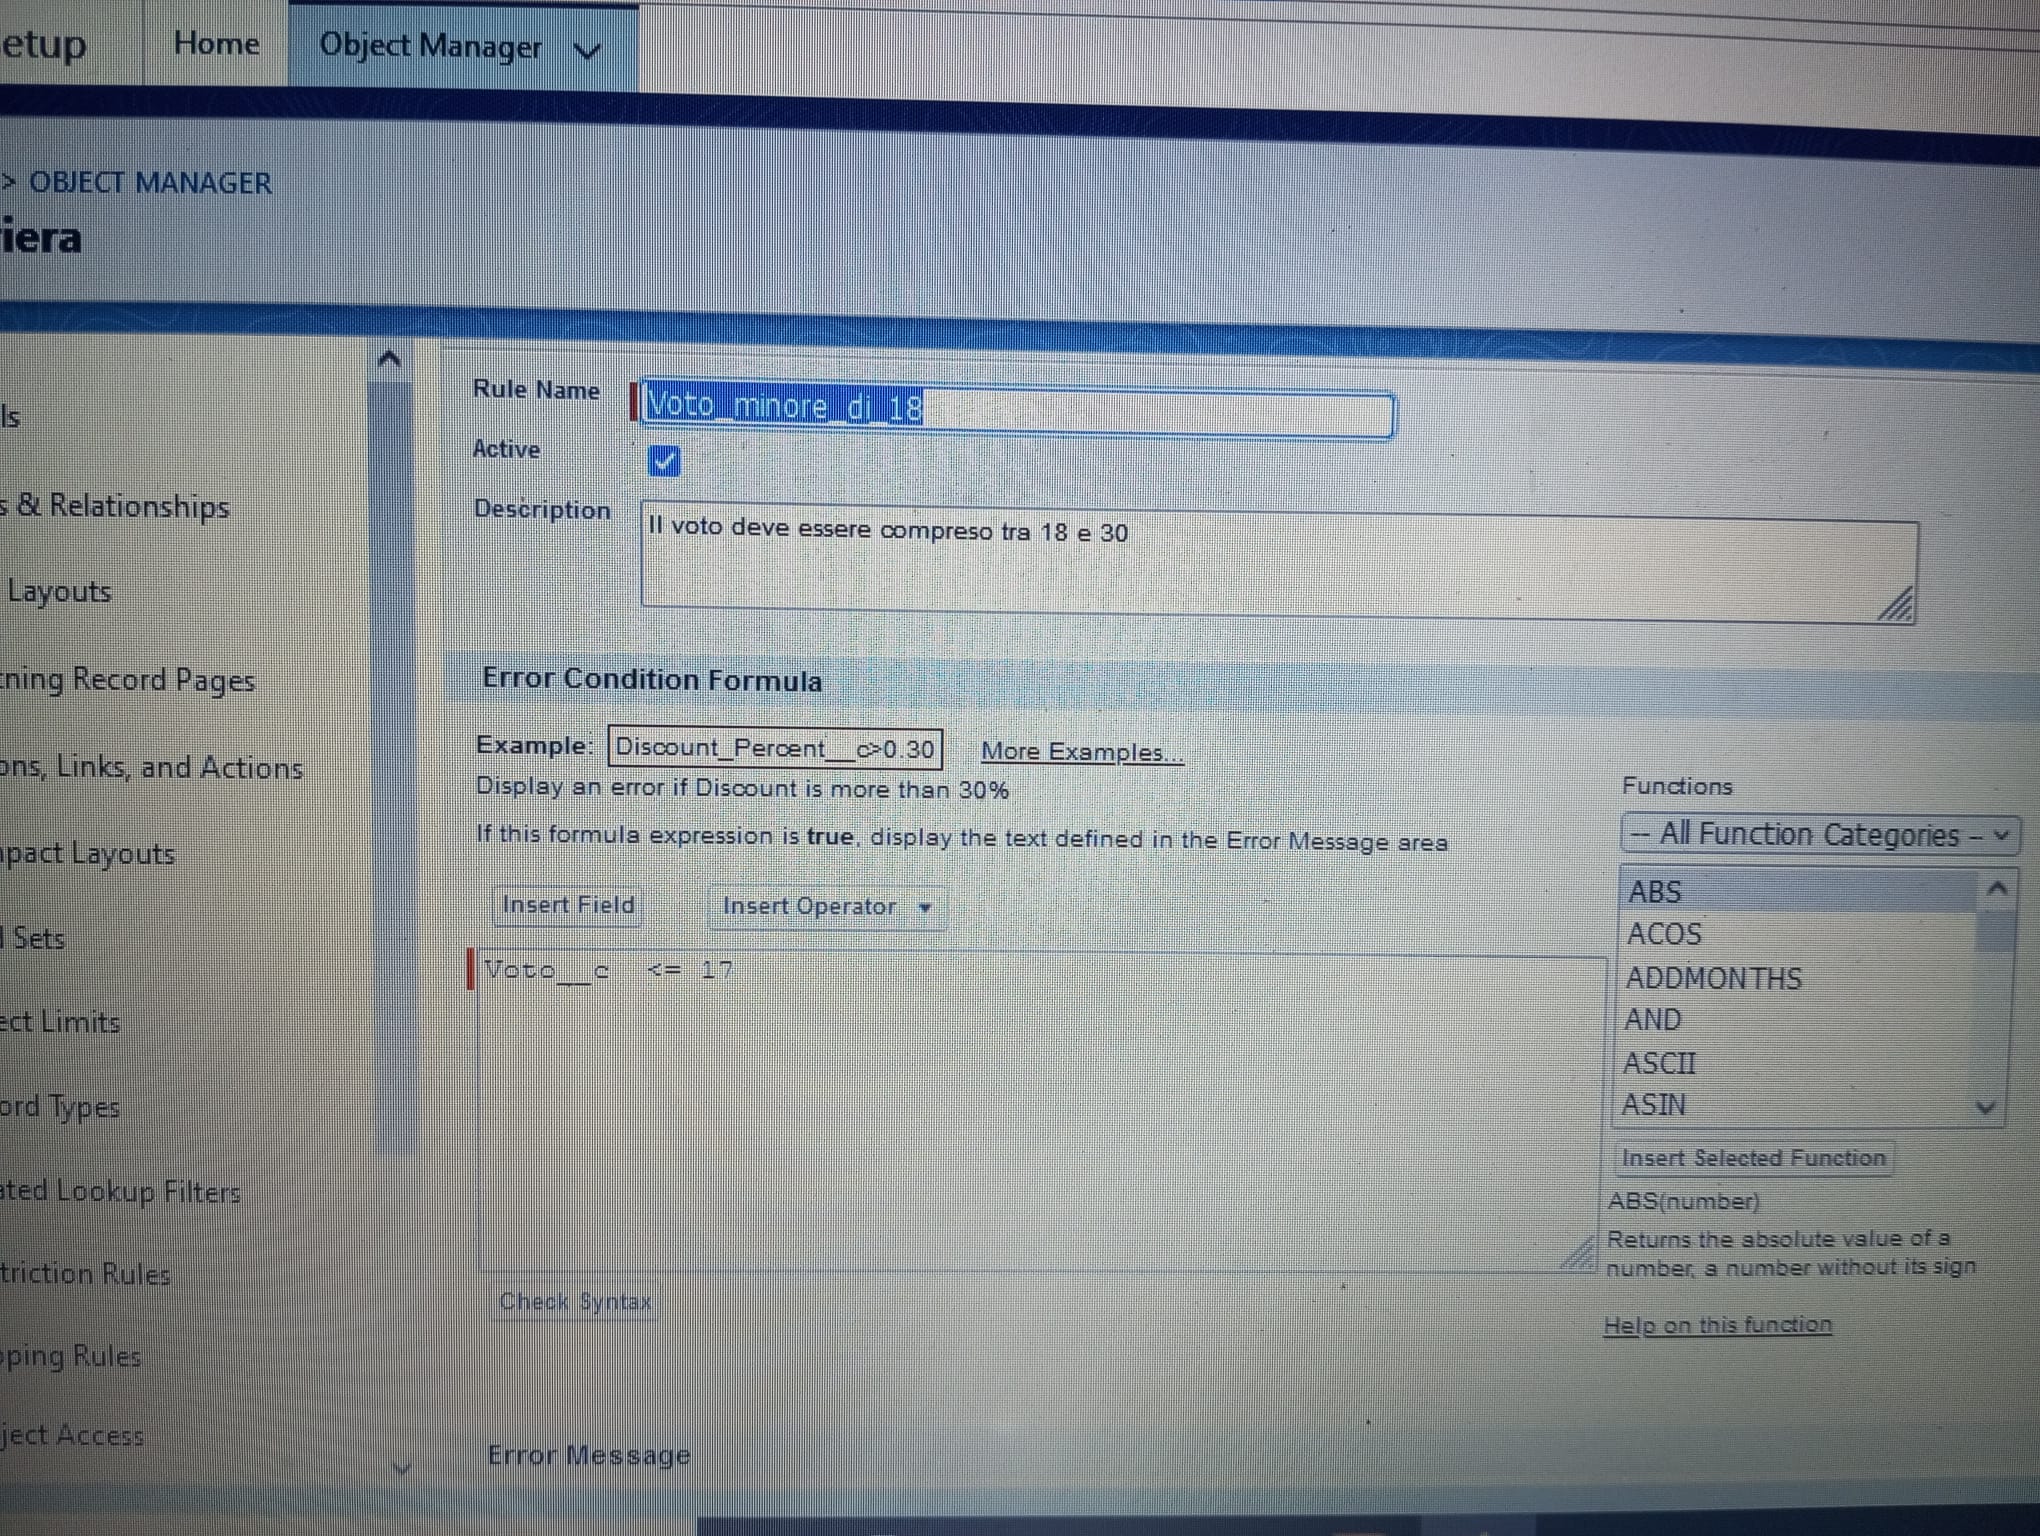 etup Home Object Manager
> OBJECT MANAGER
iera
ls
s & Relationships
Layouts
ning Record Pages
ons, Links, and Actions
pact Layouts
Sets
ect Limits
ord Types
ated Lookup Filters
triction Rules
ping Rules
ject Access
Rule Name Voto_minore_di_18
Active
Description Il voto deve essere compreso tra 18 e 30
Error Condition Formula
Example: Discount_Percent__c>0.30 More Examples...
Display an error if Discount is more than 30%
If this formula expression is true, display the text defined in the Error Message area
Insert Field Insert Operator
Voto__c <= 17
Check Syntax
Functions
-- All Function Categories --
ABS
ACOS
ADDMONTHS
AND
ASCII
ASIN
Insert Selected Function
ABS(number)
Returns the absolute value of a
number, a number without its sign
Help on this function
Error Message